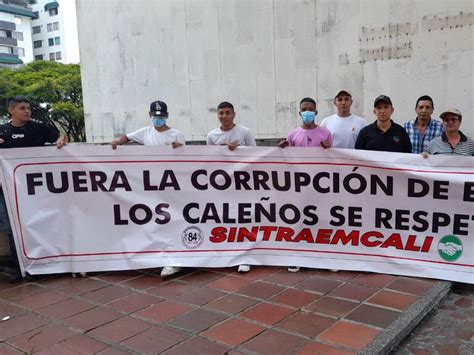 FUERA LA CORRUPCIÓN DE E
LOS CALEÑOS SE RESPET
84
SINTRAEMCALI